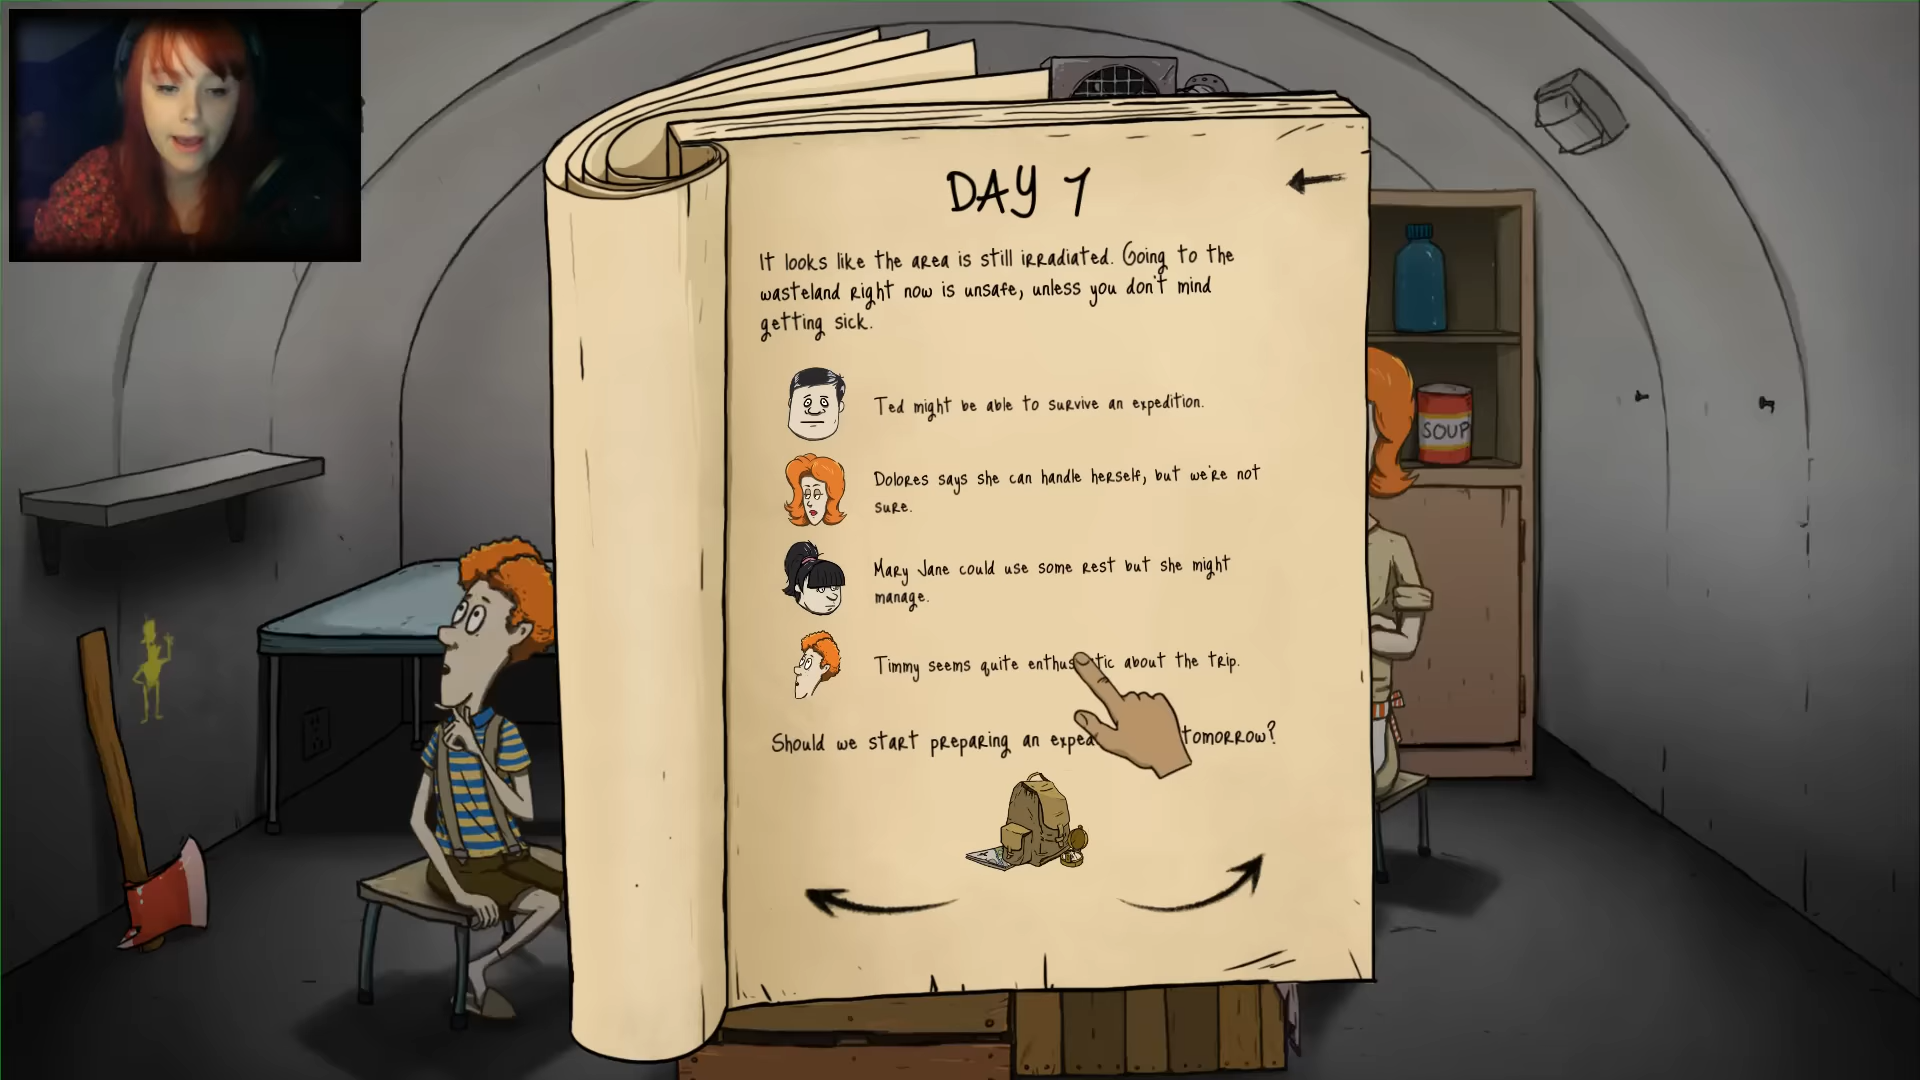 DAY 7
It looks like the area is still irradiated. Going to the
wasteland right now is unsafe, unless you don't mind
getting sick.
Ted might be able to survive an expedition.
Dolores says she can handle herself, but we're not
sure.
Mary Jane could use some rest but she might
manage.
Timmy seems quite about the trip.
Should we start preparing an tomorrow?
SOUP